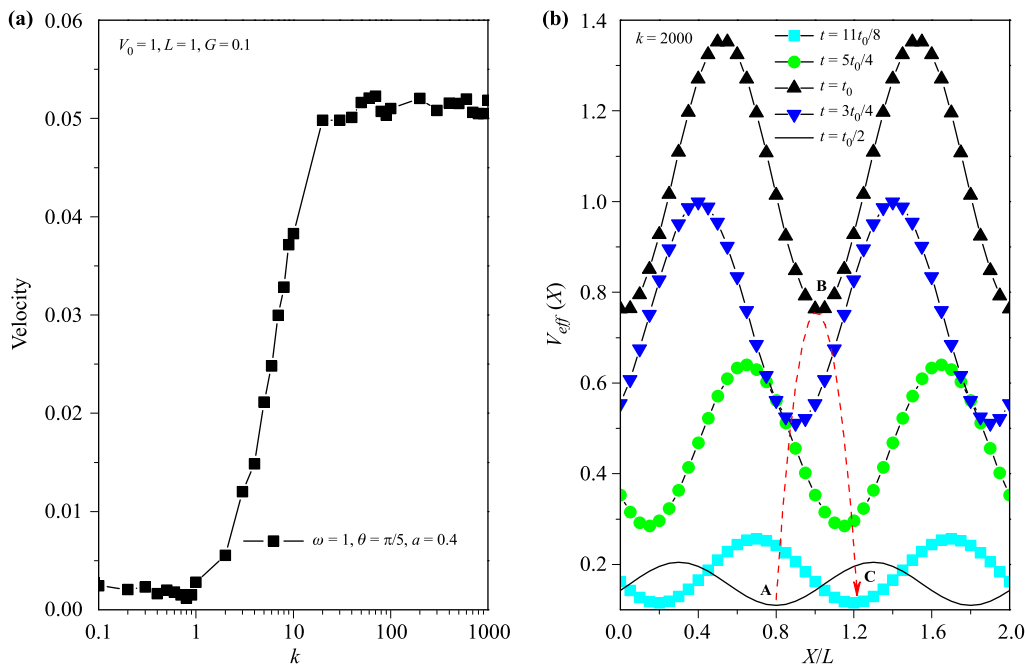 (a)
V₀ = 1, L = 1, G = 0.1
0.06
0.05
0.04
0.03
0.02
0.01
0.00
Velocity
ω = 1, θ = π/5, a = 0.4
0.1 1 10 100 1000
k
(b)
k = 2000
t = 11t₀/8
t = 5t₀/4
t = t₀
t = 3t₀/4
t = t₀/2
1.4
1.2
1.0
0.8
0.6
0.4
0.2
V_eff (X)
B
A
C
0.0 0.4 0.8 1.2 1.6 2.0
X/L